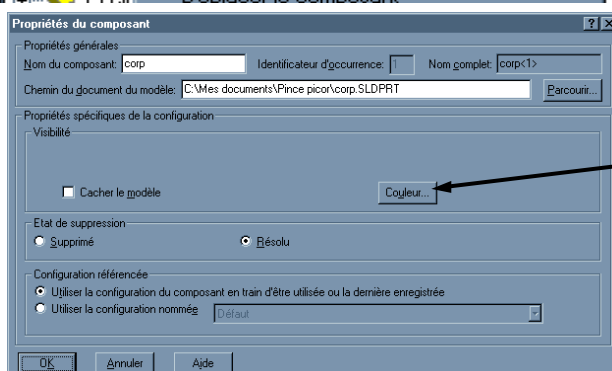 Propriétés du composant
Propriétés générales
Nom du composant: corp Identificateur d'occurrence: 1 Nom complet: corp<1>
Chemin du document du modèle: C:\Mes documents\Pince picor\corp.SLDPRT Parcourir...
Propriétés spécifiques de la configuration
Visibilité
Cacher le modèle Couleur...
Etat de suppression
Supprimé Résolu
Configuration référencée
Utiliser la configuration du composant en train d'être utilisée ou la dernière enregistrée
Utiliser la configuration nommée Défaut
OK Annuler Aide